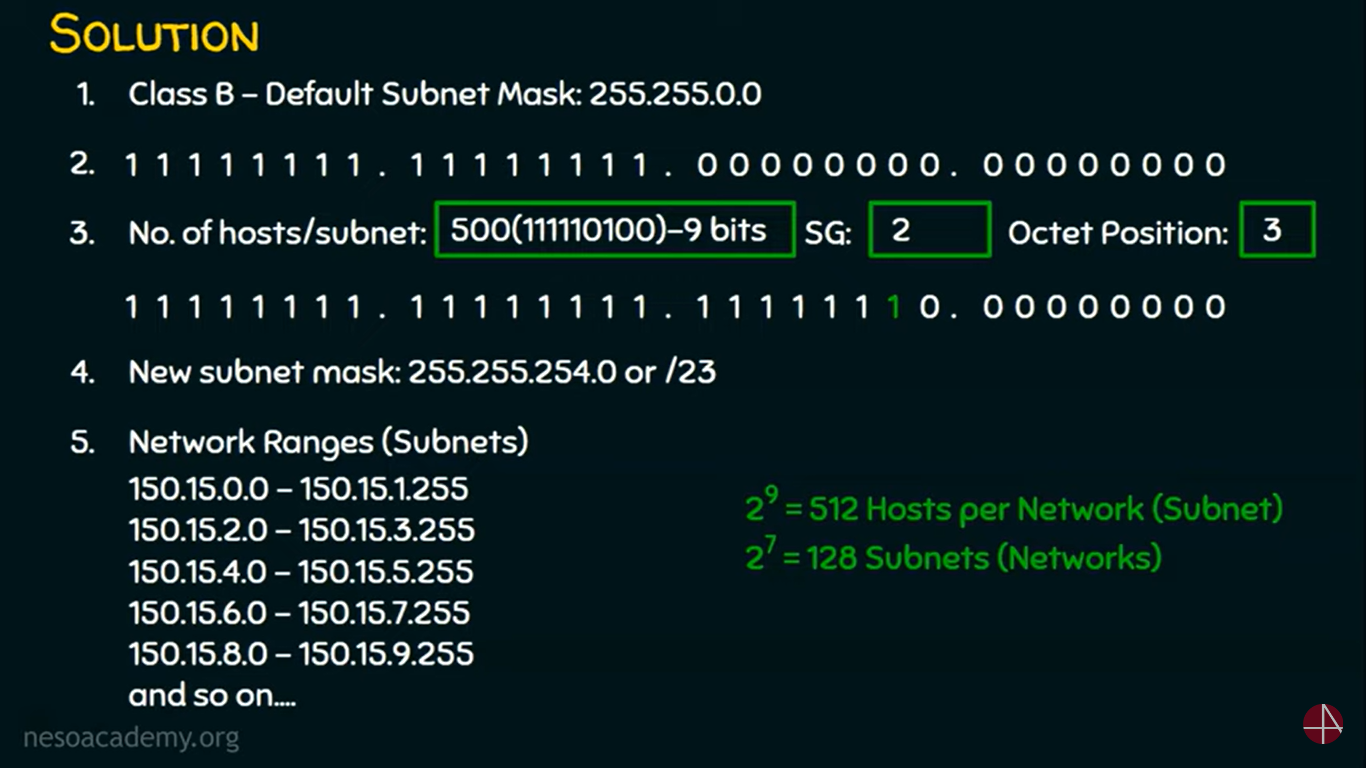 SOLUTION
1. Class B – Default Subnet Mask: 255.255.0.0
2. 1 1 1 1 1 1 1 1 . 1 1 1 1 1 1 1 1 . 0 0 0 0 0 0 0 0 . 0 0 0 0 0 0 0 0
3. No. of hosts/subnet: 500(111110100)–9 bits SG: 2 Octet Position: 3
1 1 1 1 1 1 1 1 . 1 1 1 1 1 1 1 1 . 1 1 1 1 1 1 1 0 . 0 0 0 0 0 0 0 0
4. New subnet mask: 255.255.254.0 or /23
5. Network Ranges (Subnets)
150.15.0.0 – 150.15.1.255
150.15.2.0 – 150.15.3.255
150.15.4.0 – 150.15.5.255
150.15.6.0 – 150.15.7.255
150.15.8.0 – 150.15.9.255
and so on....
2⁹ = 512 Hosts per Network (Subnet)
2⁷ = 128 Subnets (Networks)
nesoacademy.org